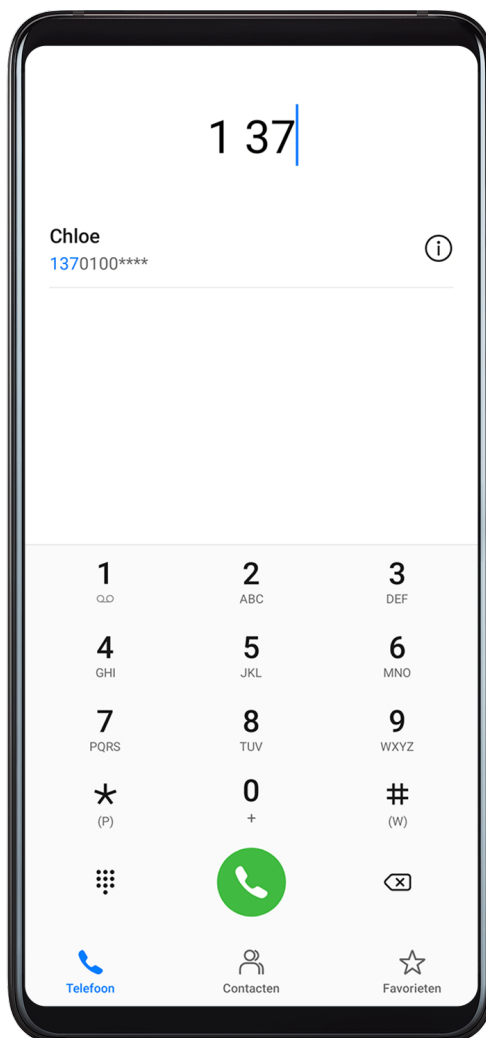 1 37
Chloe
1370100****
1 2 3
ABC DEF
4 5 6
GHI JKL MNO
7 8 9
PQRS TUV WXYZ
* 0 #
(P) + (W)
Telefoon Contacten Favorieten